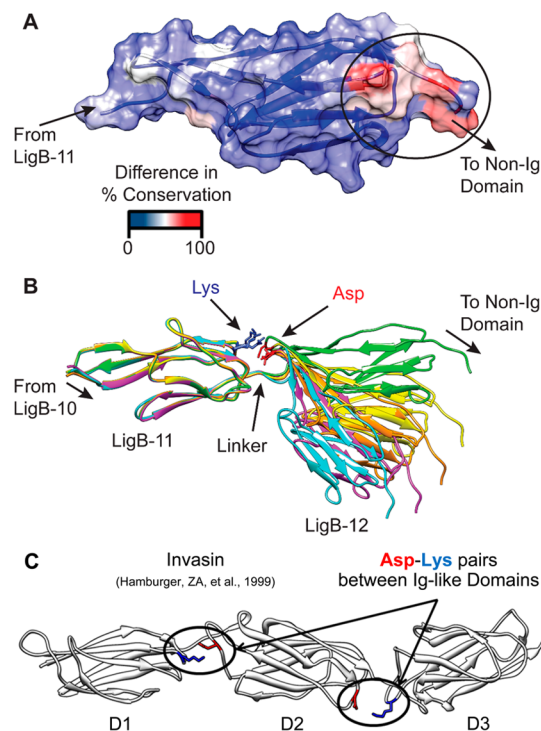 A
From
LigB-11
To Non-Ig
Domain
Difference in
% Conservation
0 100
B
Lys
Asp
To Non-Ig
Domain
From
LigB-10
LigB-11
Linker
LigB-12
C
Invasin
(Hamburger, ZA, et al., 1999)
Asp-Lys pairs
between Ig-like Domains
D1 D2 D3